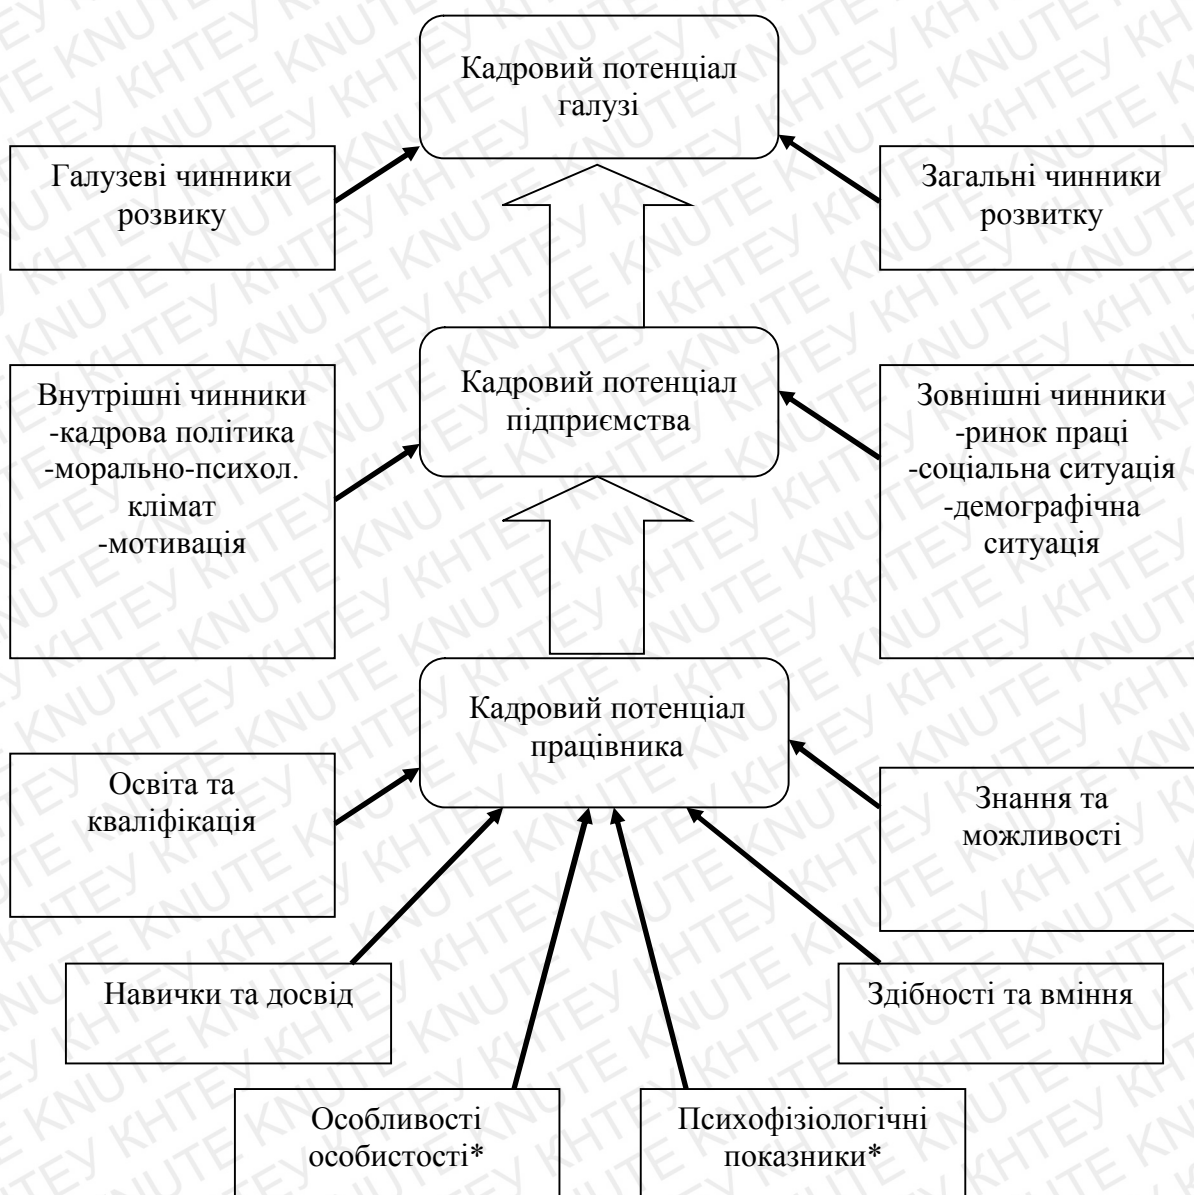 Кадровий потенціал
галузі
Галузеві чинники
розвику
Загальні чинники
розвитку
Кадровий потенціал
підприємства
Внутрішні чинники
-кадрова політика
-морально-психол.
клімат
-мотивація
Зовнішні чинники
-ринок праці
-соціальна ситуація
-демографічна
ситуація
Кадровий потенціал
працівника
Освіта та
кваліфікація
Знання та
можливості
Навички та досвід
Здібності та вміння
Особливості
особистості*
Психофізіологічні
показники*